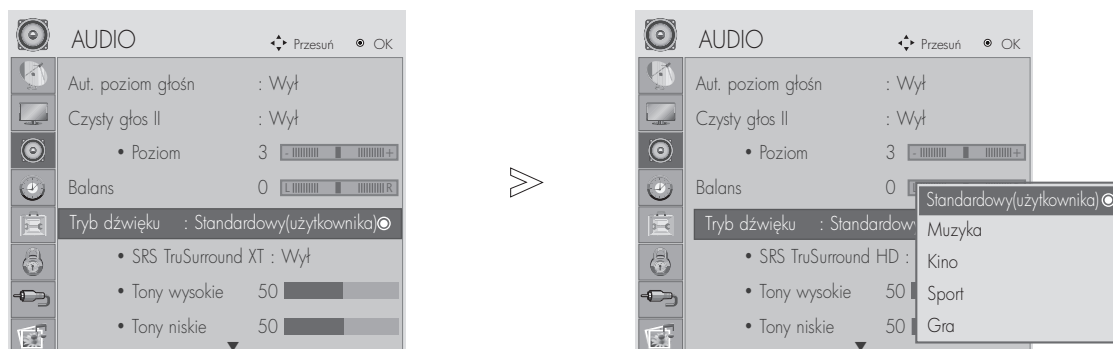 AUDIO
Przesuń
OK
Aut. poziom głośn : Wył
Czysty głos II : Wył
• Poziom 3 - +
Balans 0 L R
Tryb dźwięku : Standardowy(użytkownika)
• SRS TruSurround XT : Wył
• Tony wysokie 50
• Tony niskie 50
>
AUDIO
Przesuń
OK
Aut. poziom głośn : Wył
Czysty głos II : Wył
• Poziom 3 - +
Balans 0
Tryb dźwięku : Standardow
• SRS TruSurround HD :
• Tony wysokie 50
• Tony niskie 50
Standardowy(użytkownika)
Muzyka
Kino
Sport
Gra